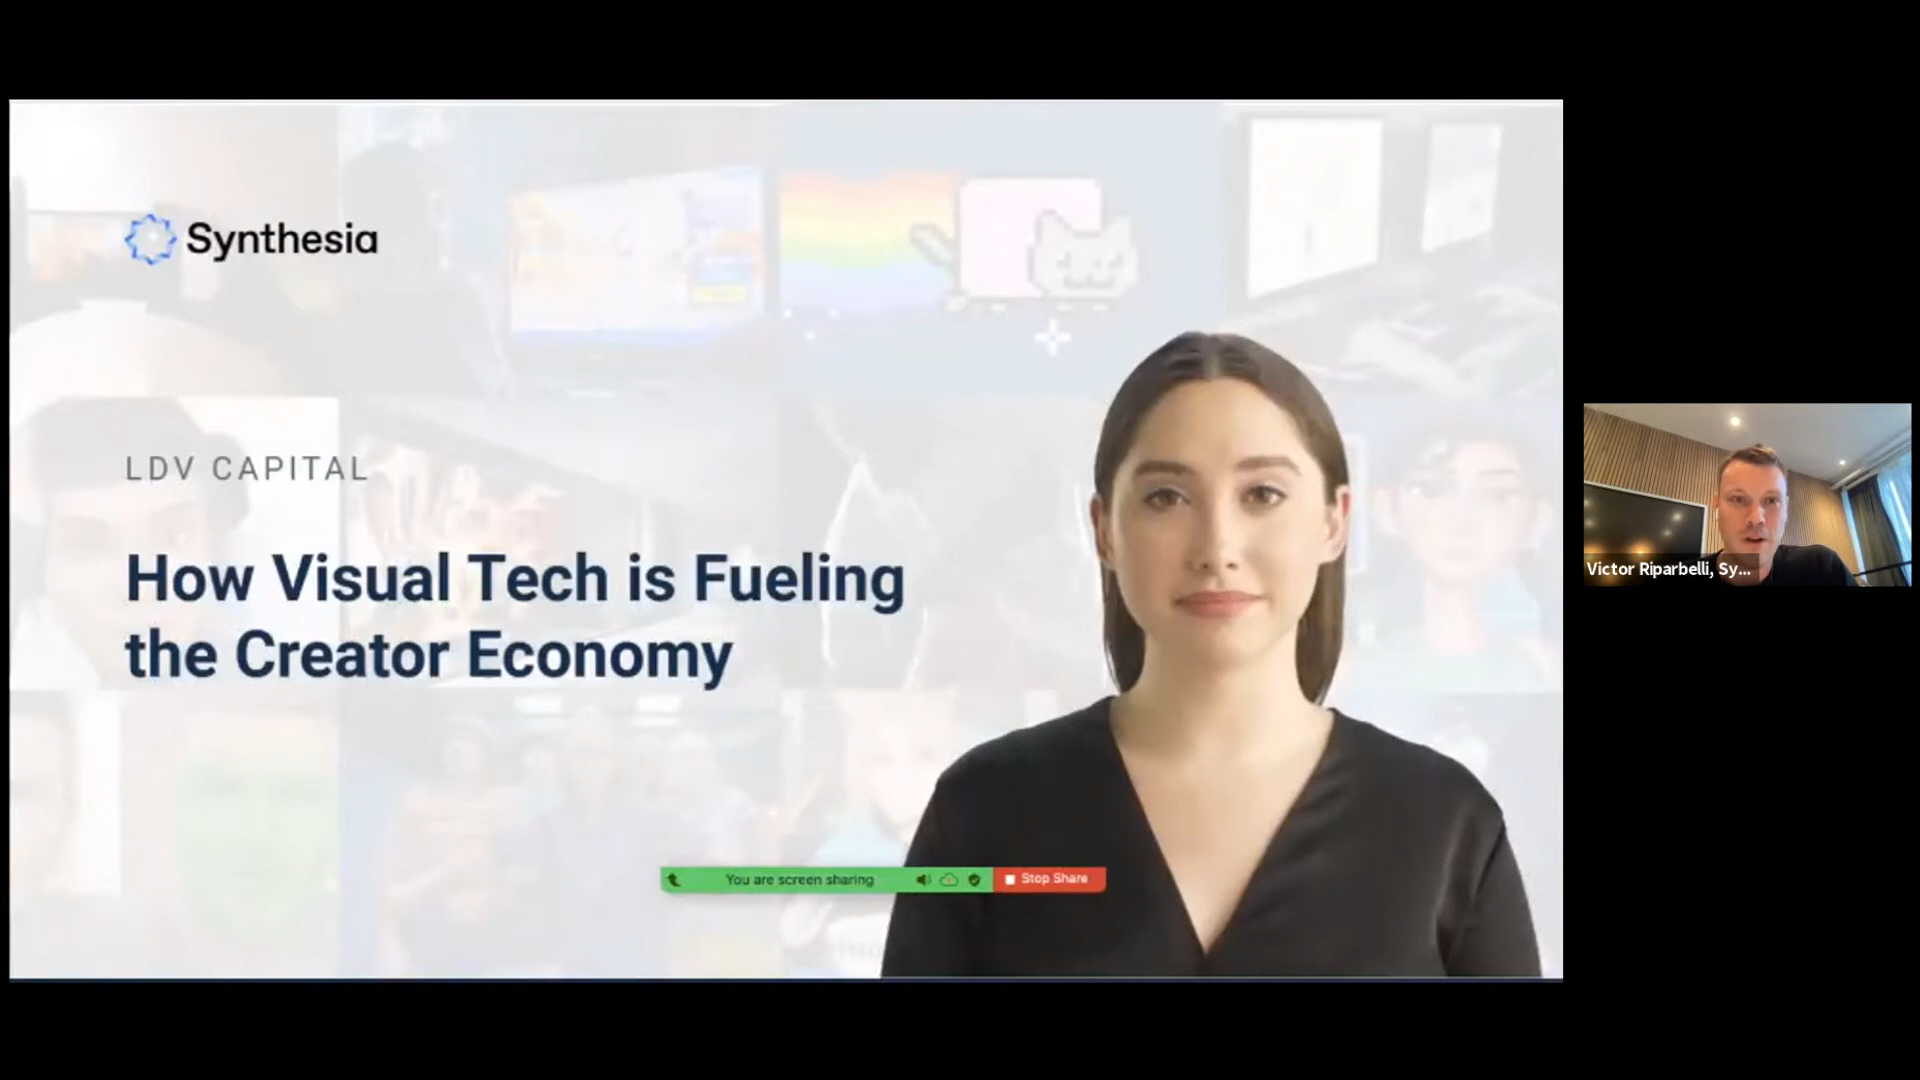 Synthesia
LDV CAPITAL
How Visual Tech is Fueling
the Creator Economy
You are screen sharing
Stop Share
Victor Riparbelli, Sy...